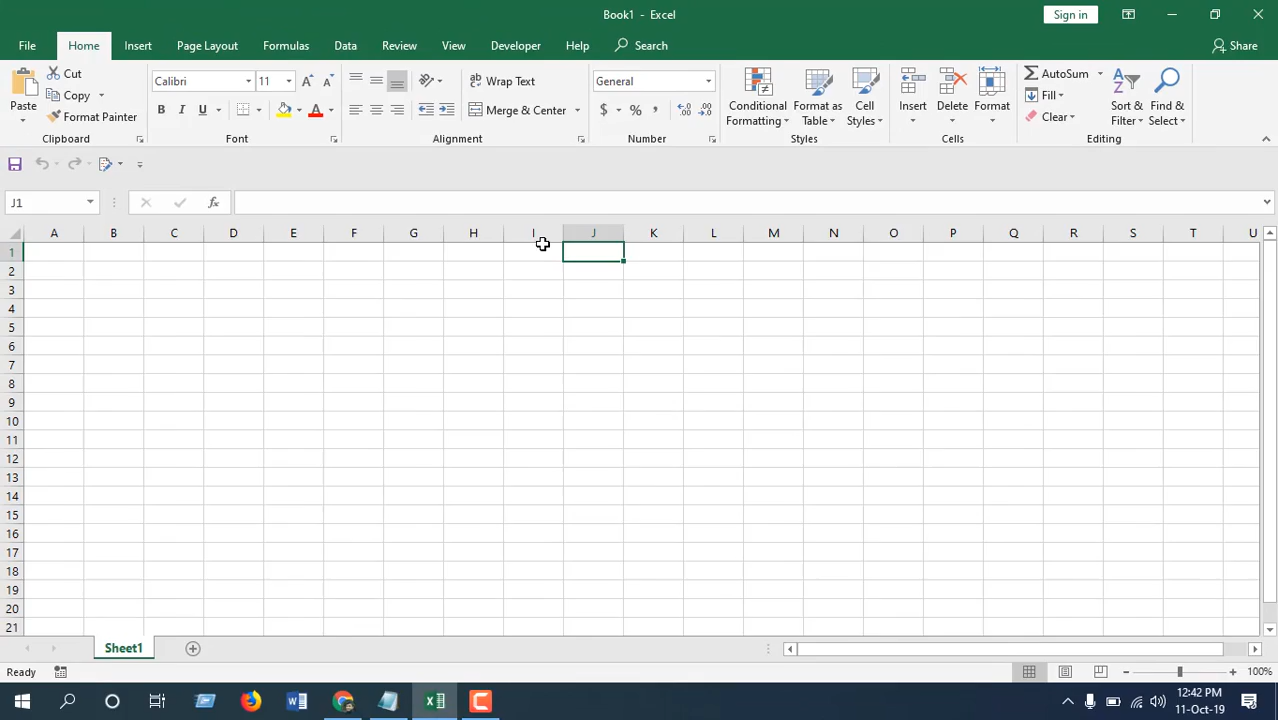 Book1 - Excel
Sign in
File Home Insert Page Layout Formulas Data Review View Developer Help Search Share
Paste
Cut
Copy
Format Painter
Clipboard
Calibri 11
B I U
Font
Wrap Text
Merge & Center
Alignment
General
$ % ,
Number
Conditional Formatting
Format as Table
Cell Styles
Styles
Insert
Delete
Format
Cells
AutoSum
Fill
Clear
Sort & Filter
Find & Select
Editing
J1
fx
A B C D E F G H I J K L M N O P Q R S T U
1
2
3
4
5
6
7
8
9
10
11
12
13
14
15
16
17
18
19
20
21
Sheet1
Ready
100%
12:42 PM
11-Oct-19